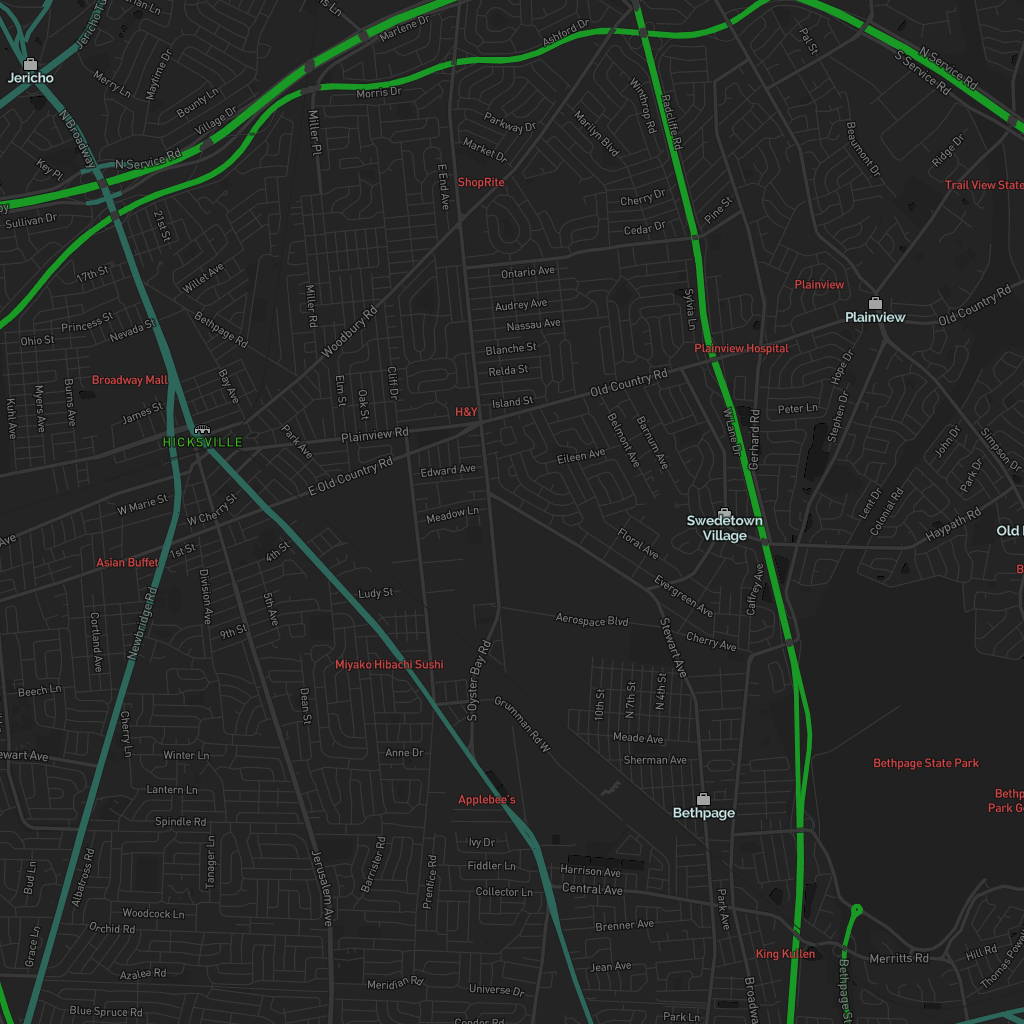 Marlene Dr
Ashford Dr
Pal St
N Service Rd
S Service Rd
Jericho
Merry Ln
Maytime Dr
Bounty Ln
Village Dr
Morris Dr
Miller Pl
Parkway Dr
Market Dr
Marilyn Blvd
Winthrop Rd
Radcliffe Rd
Beaumont Dr
Ridge Dr
N Broadway
N Service Rd
Key Pl
E End Ave
ShopRite
Cherry Dr
Pine St
Trail View State
Sullivan Dr
21st St
Cedar Dr
17th St
Willet Ave
Ontario Ave
Plainview
Miller Rd
Audrey Ave
Sylvia Ln
Plainview
Old Country Rd
Princess St
Nevada St
Bethpage Rd
Woodbury Rd
Nassau Ave
Ohio St
Blanche St
Plainview Hospital
Relda St
Hope Dr
Broadway Mall
Bay Ave
Elm St
Oak St
Cliff Dr
Old Country Rd
Kuhl Ave
Myers Ave
Burns Ave
James St
H&Y
Island St
Peter Ln
Stephen Dr
HICKSVILLE
Park Ave
Plainview Rd
Belmont Ave
Barnum Ave
W Lane Dr
Gerhard Rd
John Dr
Simpson Dr
Eileen Ave
E Old Country Rd
Edward Ave
Park Dr
W Marie St
W Cherry St
Meadow Ln
Swedetown
Village
Lent Dr
Colonial Rd
Haypath Rd
1st St
4th St
Floral Ave
Asian Buffet
Division Ave
5th Ave
Ludy St
Evergreen Ave
Caffrey Ave
Newbridge Rd
Cortland Ave
9th St
Aerospace Blvd
Stewart Ave
Cherry Ave
Miyako Hibachi Sushi
S Oyster Bay Rd
Beech Ln
Dean St
10th St
N 7th St
N 4th St
Grumman Rd W
Cherry Ln
Meade Ave
Winter Ln
Anne Dr
Sherman Ave
Bethpage State Park
Lantern Ln
Applebee's
Bethpage
Spindle Rd
Tanager Ln
Ivy Dr
Bud Ln
Albatross Rd
Jerusalem Ave
Barrister Rd
Prentice Rd
Fiddler Ln
Harrison Ave
Collector Ln
Central Ave
Woodcock Ln
Orchid Rd
Brenner Ave
Park Ave
Grace Ln
King Kullen
Merritts Rd
Hill Rd
Azalea Rd
Jean Ave
Meridian Rd
Universe Dr
Blue Spruce Rd
Park Ln